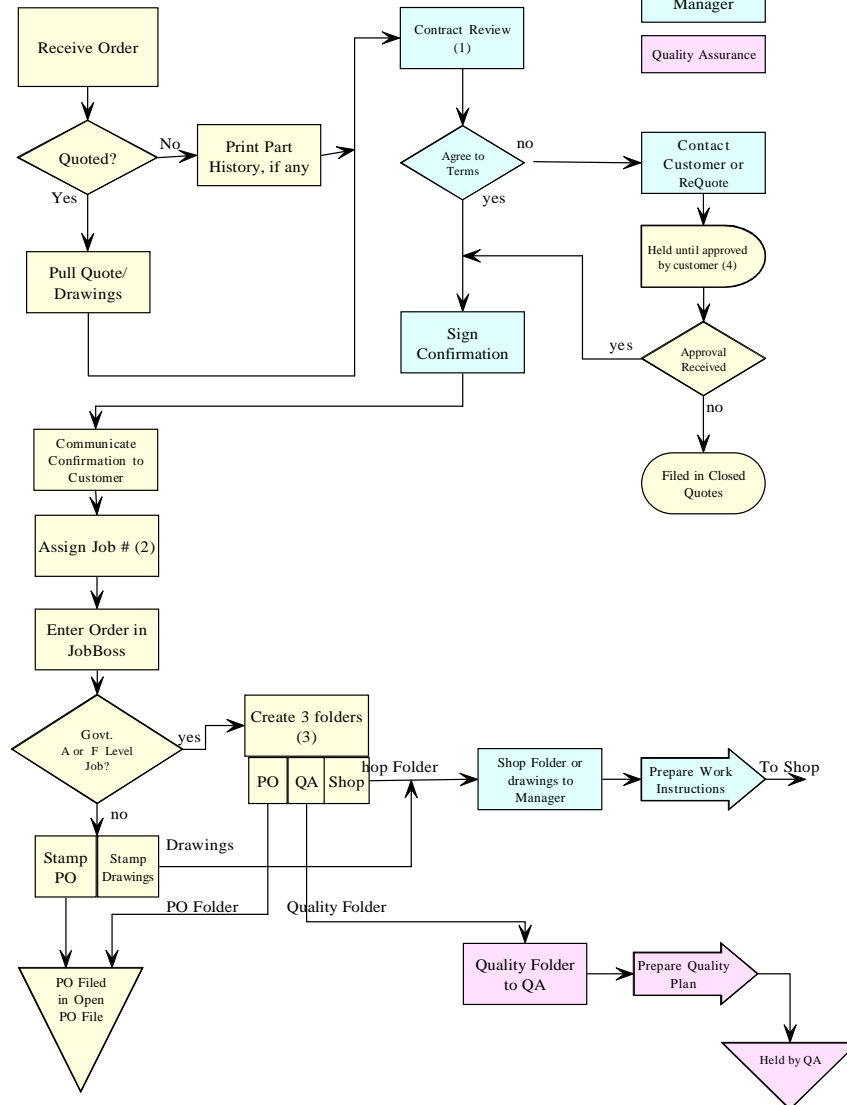 Manager
Quality Assurance
Receive Order
Contract Review
(1)
Quoted?
No
Yes
Print Part
History, if any
Agree to
Terms
no
yes
Contact
Customer or
ReQuote
Pull Quote/
Drawings
Held until approved
by customer (4)
Sign
Confirmation
yes
Approval
Received
no
Filed in Closed
Quotes
Communicate
Confirmation to
Customer
Assign Job # (2)
Enter Order in
JobBoss
Govt.
A or F Level
Job?
yes
no
Create 3 folders
(3)
PO
QA
Shop
hop Folder
Shop Folder or
drawings to
Manager
Prepare Work
Instructions
To Shop
Stamp
PO
Stamp
Drawings
Drawings
PO Folder
Quality Folder
PO Filed
in Open
PO File
Quality Folder
to QA
Prepare Quality
Plan
Held by QA